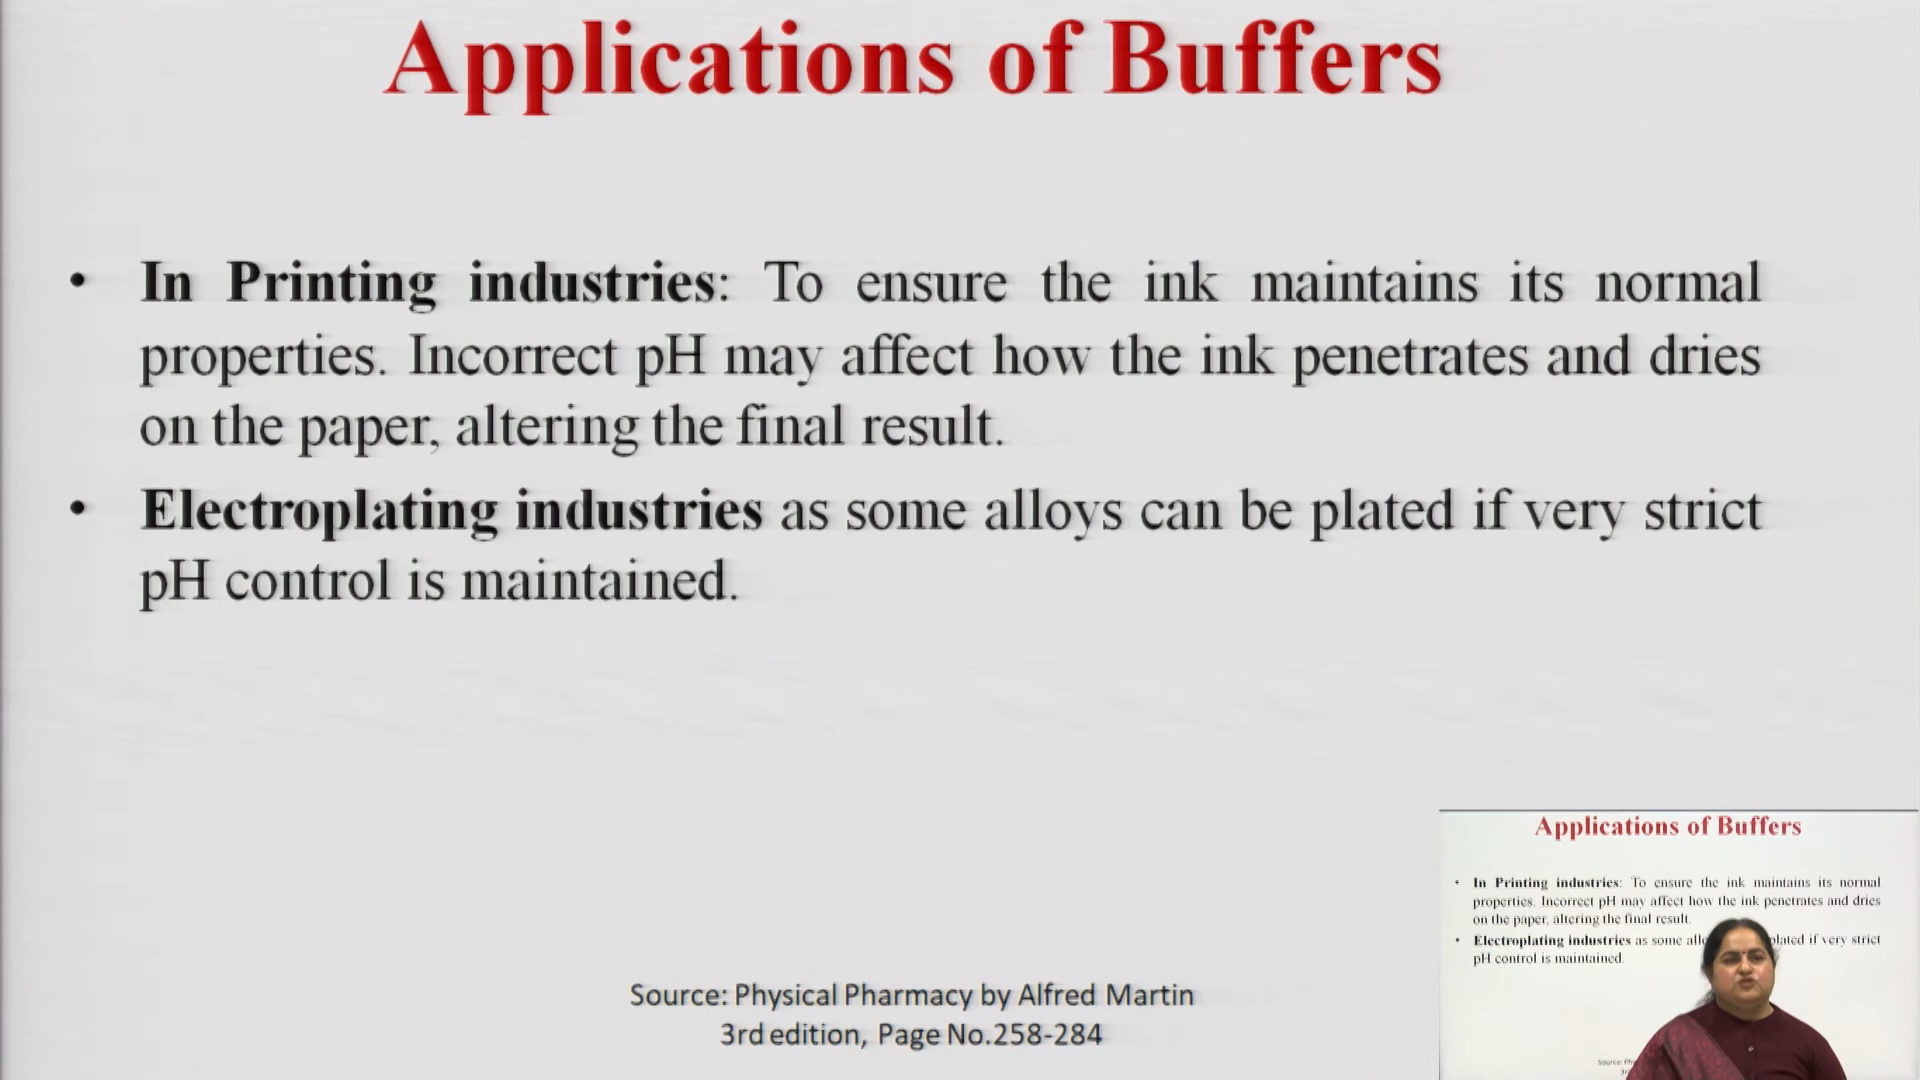 Applications of Buffers
• In Printing industries: To ensure the ink maintains its normal
properties. Incorrect pH may affect how the ink penetrates and dries
on the paper, altering the final result.
• Electroplating industries as some alloys can be plated if very strict
pH control is maintained.
Source: Physical Pharmacy by Alfred Martin
3rd edition, Page No.258-284
Applications of Buffers
• In Printing industries: To ensure the ink maintains its normal
properties. Incorrect pH may affect how the ink penetrates and dries
on the paper, altering the final result.
• Electroplating industries as some if very strict
pH control is maintained.
Source: